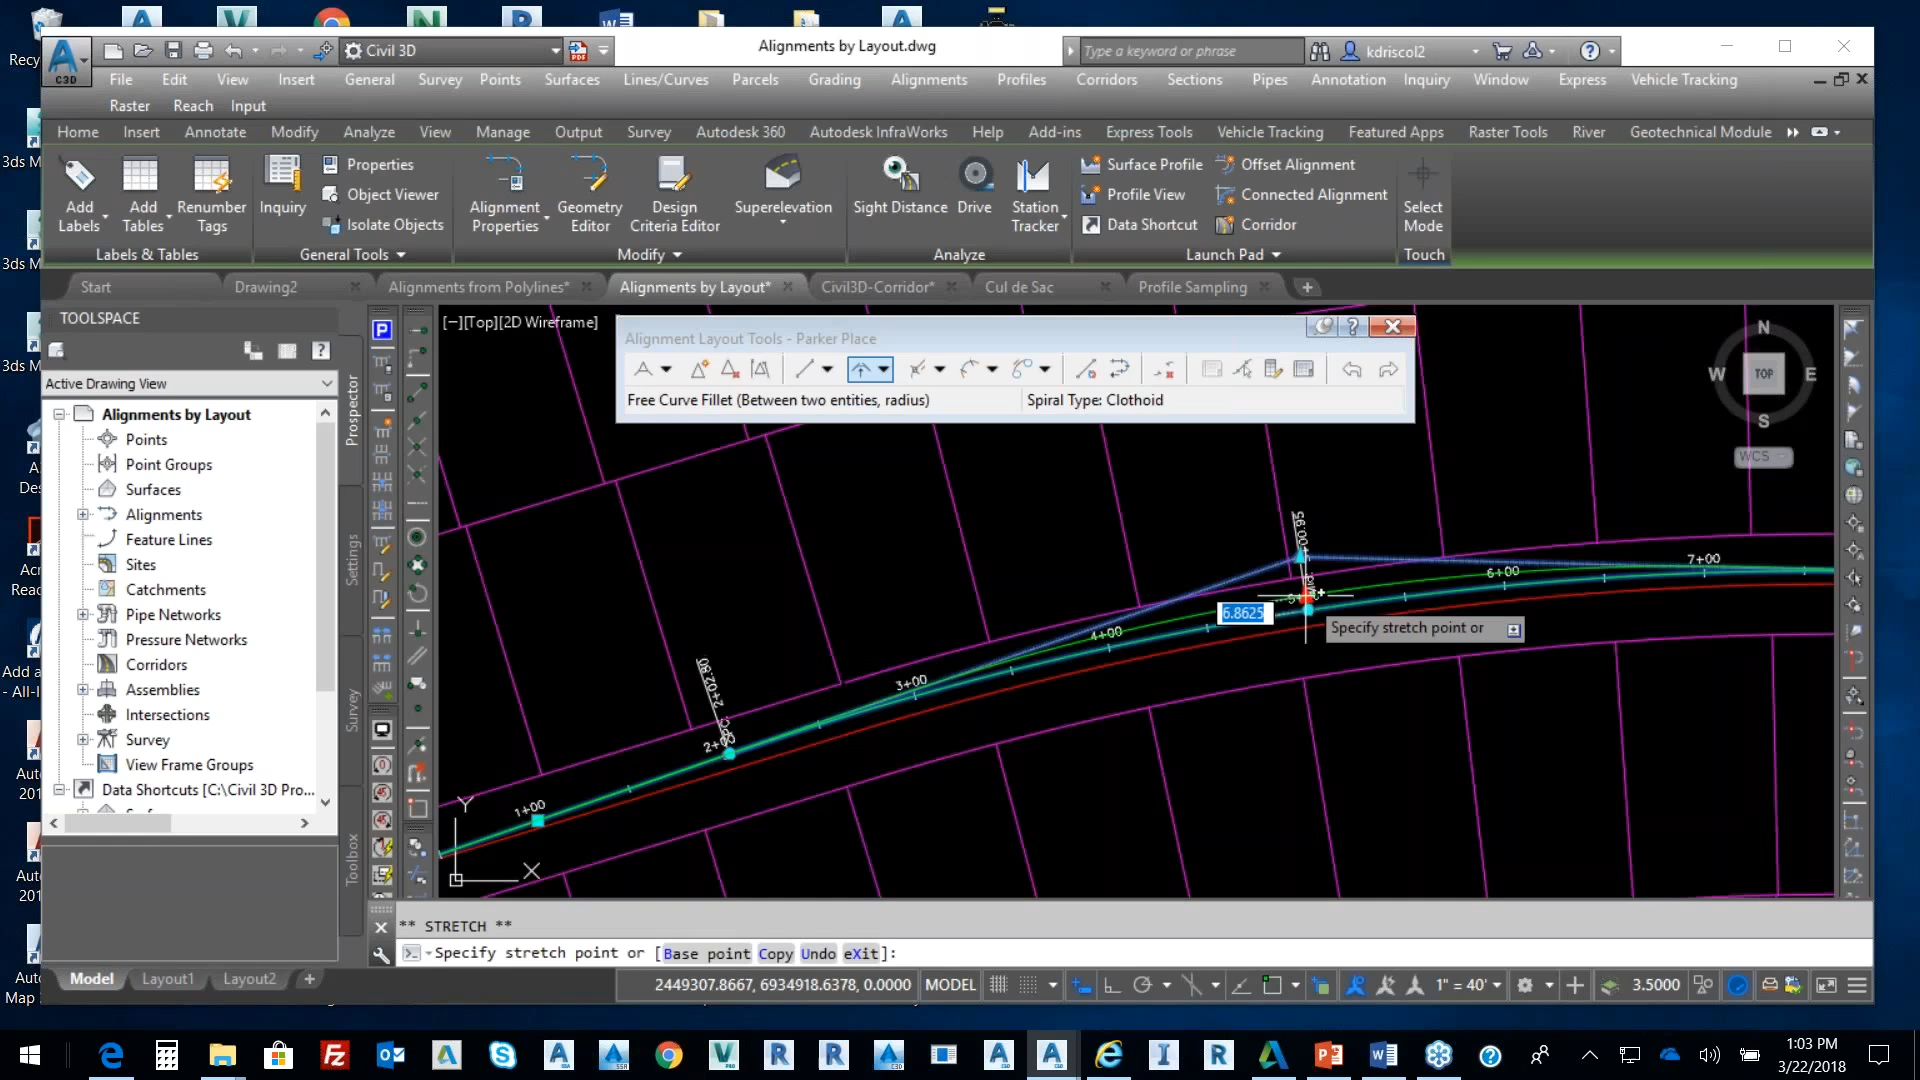 Alignments by Layout.dwg
Civil 3D
Type a keyword or phrase
kdriscol2
C3D
File Edit View Insert General Survey Points Surfaces Lines/Curves Parcels Grading Alignments Profiles Corridors Sections Pipes Annotation Inquiry Window Express Vehicle Tracking
Raster Reach Input
Home Insert Annotate Modify Analyze View Manage Output Survey Autodesk 360 Autodesk InfraWorks Help Add-ins Express Tools Vehicle Tracking Featured Apps Raster Tools River Geotechnical Module
Add Labels
Add Tables
Renumber Tags
Inquiry
Properties
Object Viewer
Isolate Objects
Alignment Properties
Geometry Editor
Design Criteria Editor
Superelevation
Sight Distance
Drive
Station Tracker
Surface Profile
Profile View
Data Shortcut
Offset Alignment
Connected Alignment
Corridor
Select Mode
Labels & Tables
General Tools
Modify
Analyze
Launch Pad
Touch
Start
Drawing2
Alignments from Polylines*
Alignments by Layout*
Civil3D-Corridor*
Cul de Sac
Profile Sampling
TOOLSPACE
Active Drawing View
Alignments by Layout
Points
Point Groups
Surfaces
Alignments
Feature Lines
Sites
Catchments
Pipe Networks
Pressure Networks
Corridors
Assemblies
Intersections
Survey
View Frame Groups
Data Shortcuts [C:\Civil 3D Pro...
Prospector
Settings
Survey
Toolbox
[−][Top][2D Wireframe]
Alignment Layout Tools - Parker Place
Free Curve Fillet (Between two entities, radius)
Spiral Type: Clothoid
N
W TOP E
S
WCS
1+00
2+00
2+02.80
3+00
4+00
6+00
7+00
6.8625
Specify stretch point or
Y
X
** STRETCH **
Specify stretch point or [Base point Copy Undo eXit]:
Model
Layout1
Layout2
2449307.8667, 6934918.6378, 0.0000
MODEL
1" = 40'
3.5000
1:03 PM
3/22/2018